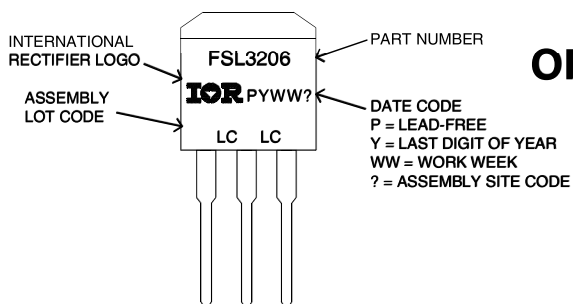 INTERNATIONAL
RECTIFIER LOGO
ASSEMBLY
LOT CODE
FSL3206
IOR PYWW?
LC LC
PART NUMBER
DATE CODE
P = LEAD-FREE
Y = LAST DIGIT OF YEAR
WW = WORK WEEK
? = ASSEMBLY SITE CODE